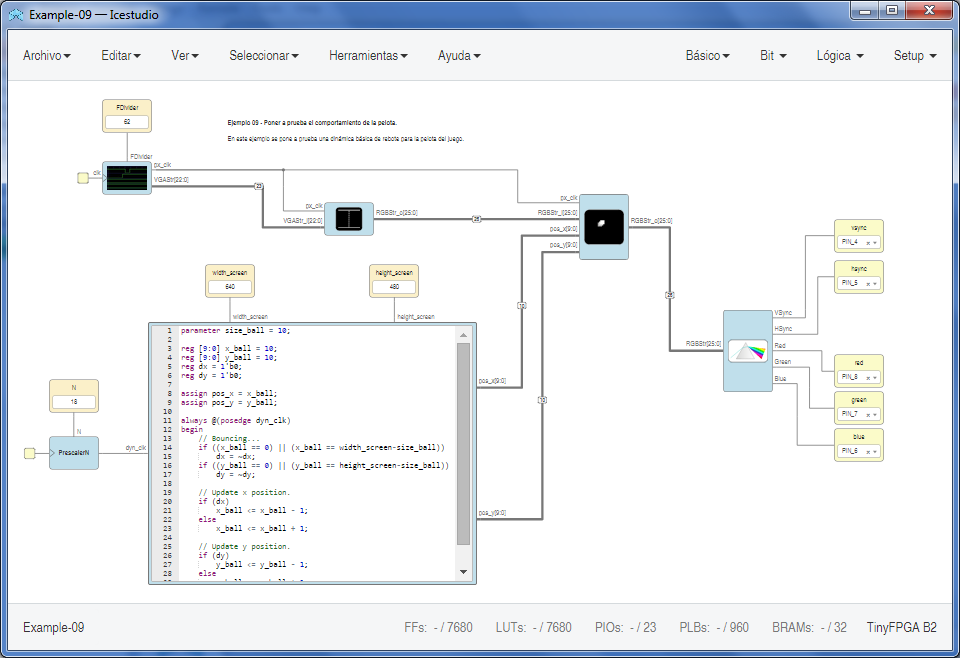 Example-09 — Icestudio
Archivo Editar Ver Seleccionar Herramientas Ayuda Básico Bit Lógica Setup
FDivider
62
Ejemplo 09 - Poner a prueba el comportamiento de la pelota.
En este ejemplo se pone a prueba una dinámica básica de rebote para la pelota del juego.
FDivider
clk
px_clk
VGAStr[22:0]
23
px_clk
VGAStr_i[22:0]
RGBStr_o[25:0]
26
px_clk
RGBStr_i[25:0]
pos_x[9:0]
pos_y[9:0]
RGBStr_o[25:0]
vsync
PIN_4
hsync
PIN_5
width_screen
640
height_screen
480
width_screen
height_screen
10
26
VSync
HSync
Red
Green
Blue
RGBStr[25:0]
red
PIN_8
green
PIN_7
blue
PIN_6
N
18
N
PrescalerN
dyn_clk
pos_x[9:0]
10
pos_y[9:0]
1 parameter size_ball = 10;
2
3 reg [9:0] x_ball = 10;
4 reg [9:0] y_ball = 10;
5 reg dx = 1'b0;
6 reg dy = 1'b0;
7
8 assign pos_x = x_ball;
9 assign pos_y = y_ball;
10
11 always @(posedge dyn_clk)
12 begin
13 // Bouncing...
14 if ((x_ball == 0) || (x_ball == width_screen-size_ball))
15 dx = ~dx;
16 if ((y_ball == 0) || (y_ball == height_screen-size_ball))
17 dy = ~dy;
18
19 // Update x position.
20 if (dx)
21 x_ball <= x_ball - 1;
22 else
23 x_ball <= x_ball + 1;
24
25 // Update y position.
26 if (dy)
27 y_ball <= y_ball - 1;
28 else
Example-09 FFs: - / 7680 LUTs: - / 7680 PIOs: - / 23 PLBs: - / 960 BRAMs: - / 32 TinyFPGA B2